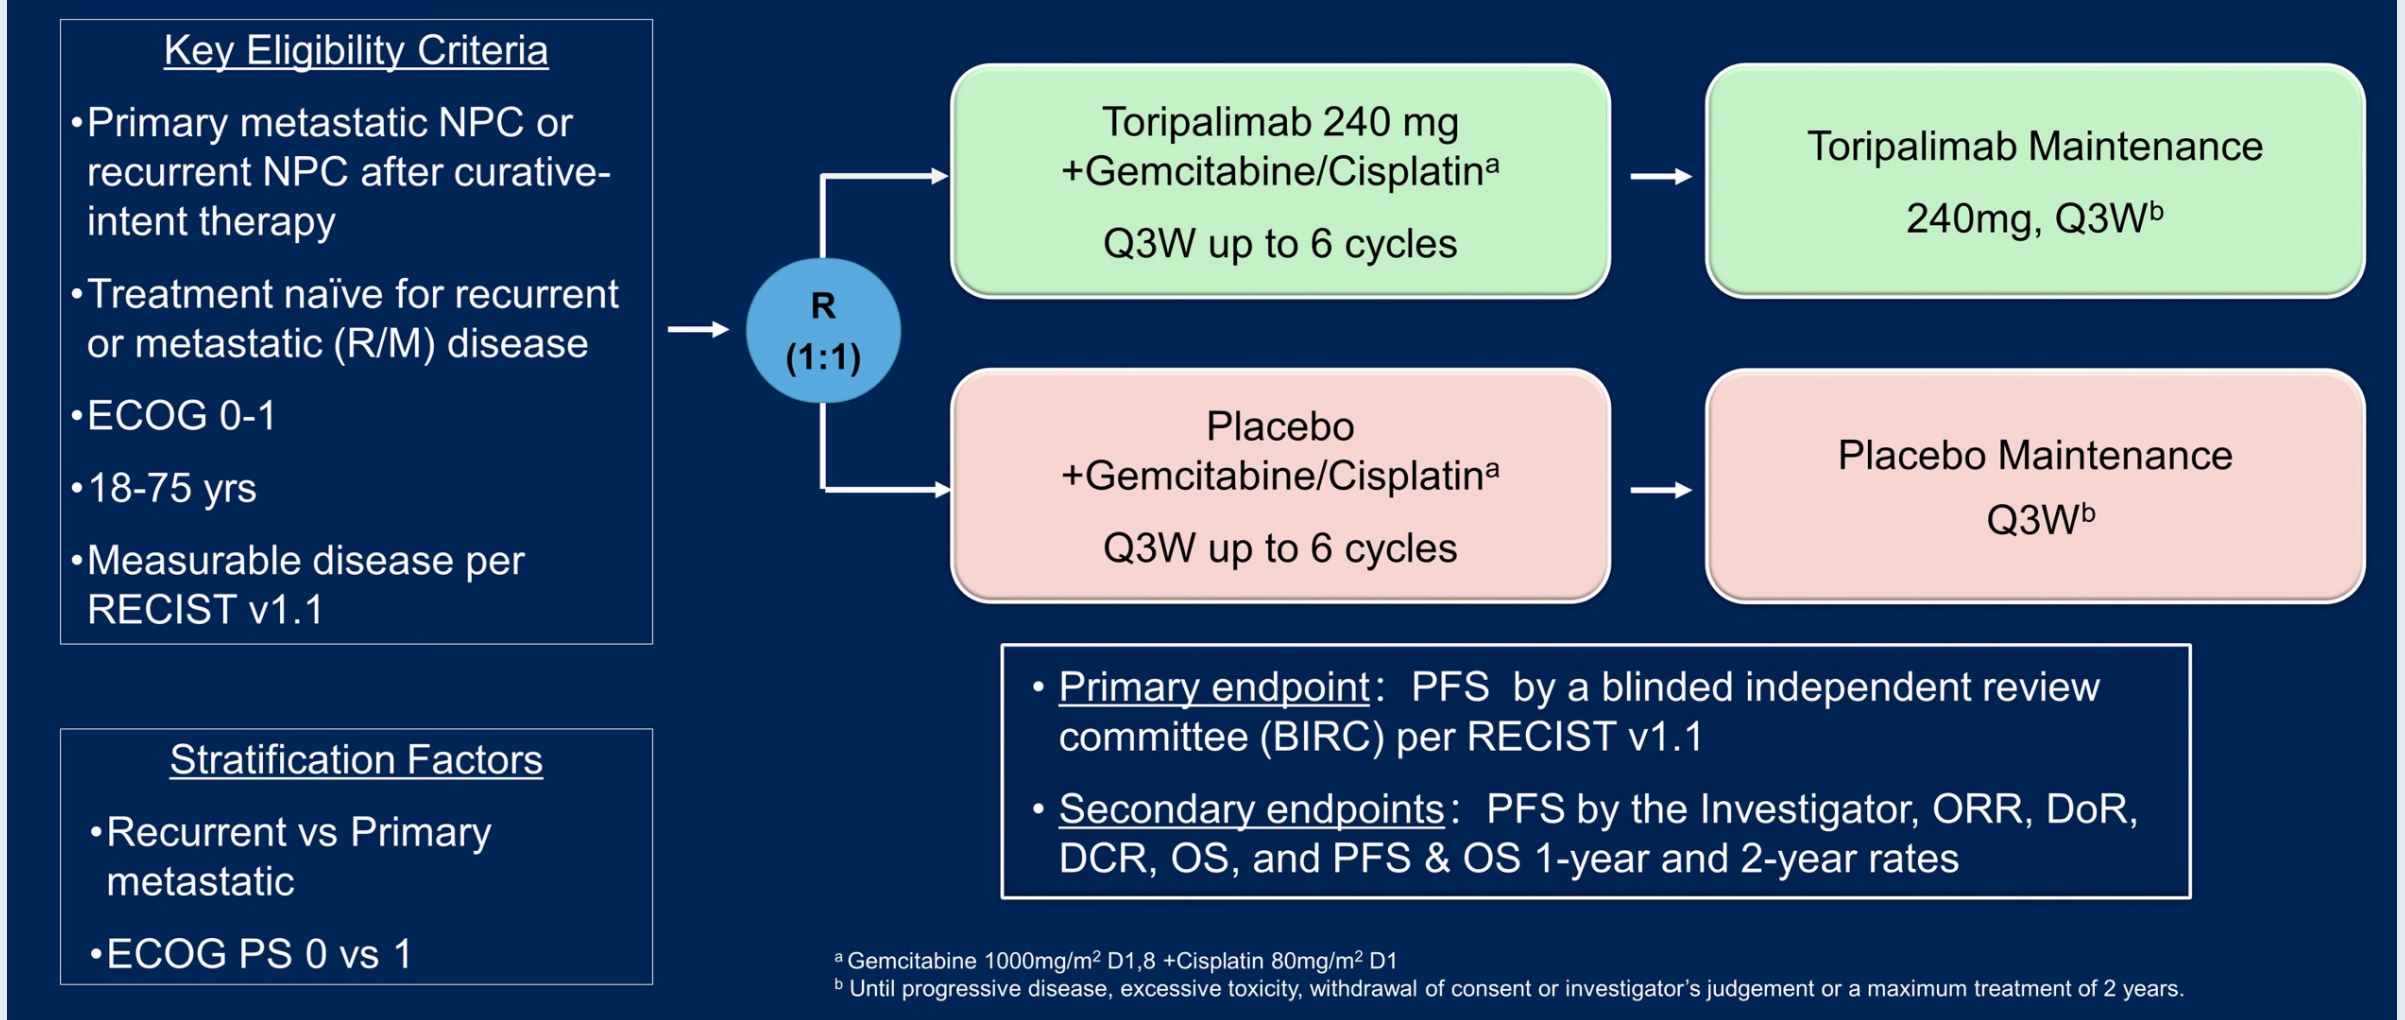 Key Eligibility Criteria
•Primary metastatic NPC or
recurrent NPC after curative-
intent therapy
•Treatment naïve for recurrent
or metastatic (R/M) disease
•ECOG 0-1
•18-75 yrs
•Measurable disease per
RECIST v1.1
Stratification Factors
•Recurrent vs Primary
metastatic
•ECOG PS 0 vs 1
R
(1:1)
Toripalimab 240 mg
+Gemcitabine/Cisplatinᵃ
Q3W up to 6 cycles
Toripalimab Maintenance
240mg, Q3Wᵇ
Placebo
+Gemcitabine/Cisplatinᵃ
Q3W up to 6 cycles
Placebo Maintenance
Q3Wᵇ
• Primary endpoint: PFS by a blinded independent review
committee (BIRC) per RECIST v1.1
• Secondary endpoints: PFS by the Investigator, ORR, DoR,
DCR, OS, and PFS & OS 1-year and 2-year rates
ᵃ Gemcitabine 1000mg/m² D1,8 +Cisplatin 80mg/m² D1
ᵇ Until progressive disease, excessive toxicity, withdrawal of consent or investigator's judgement or a maximum treatment of 2 years.